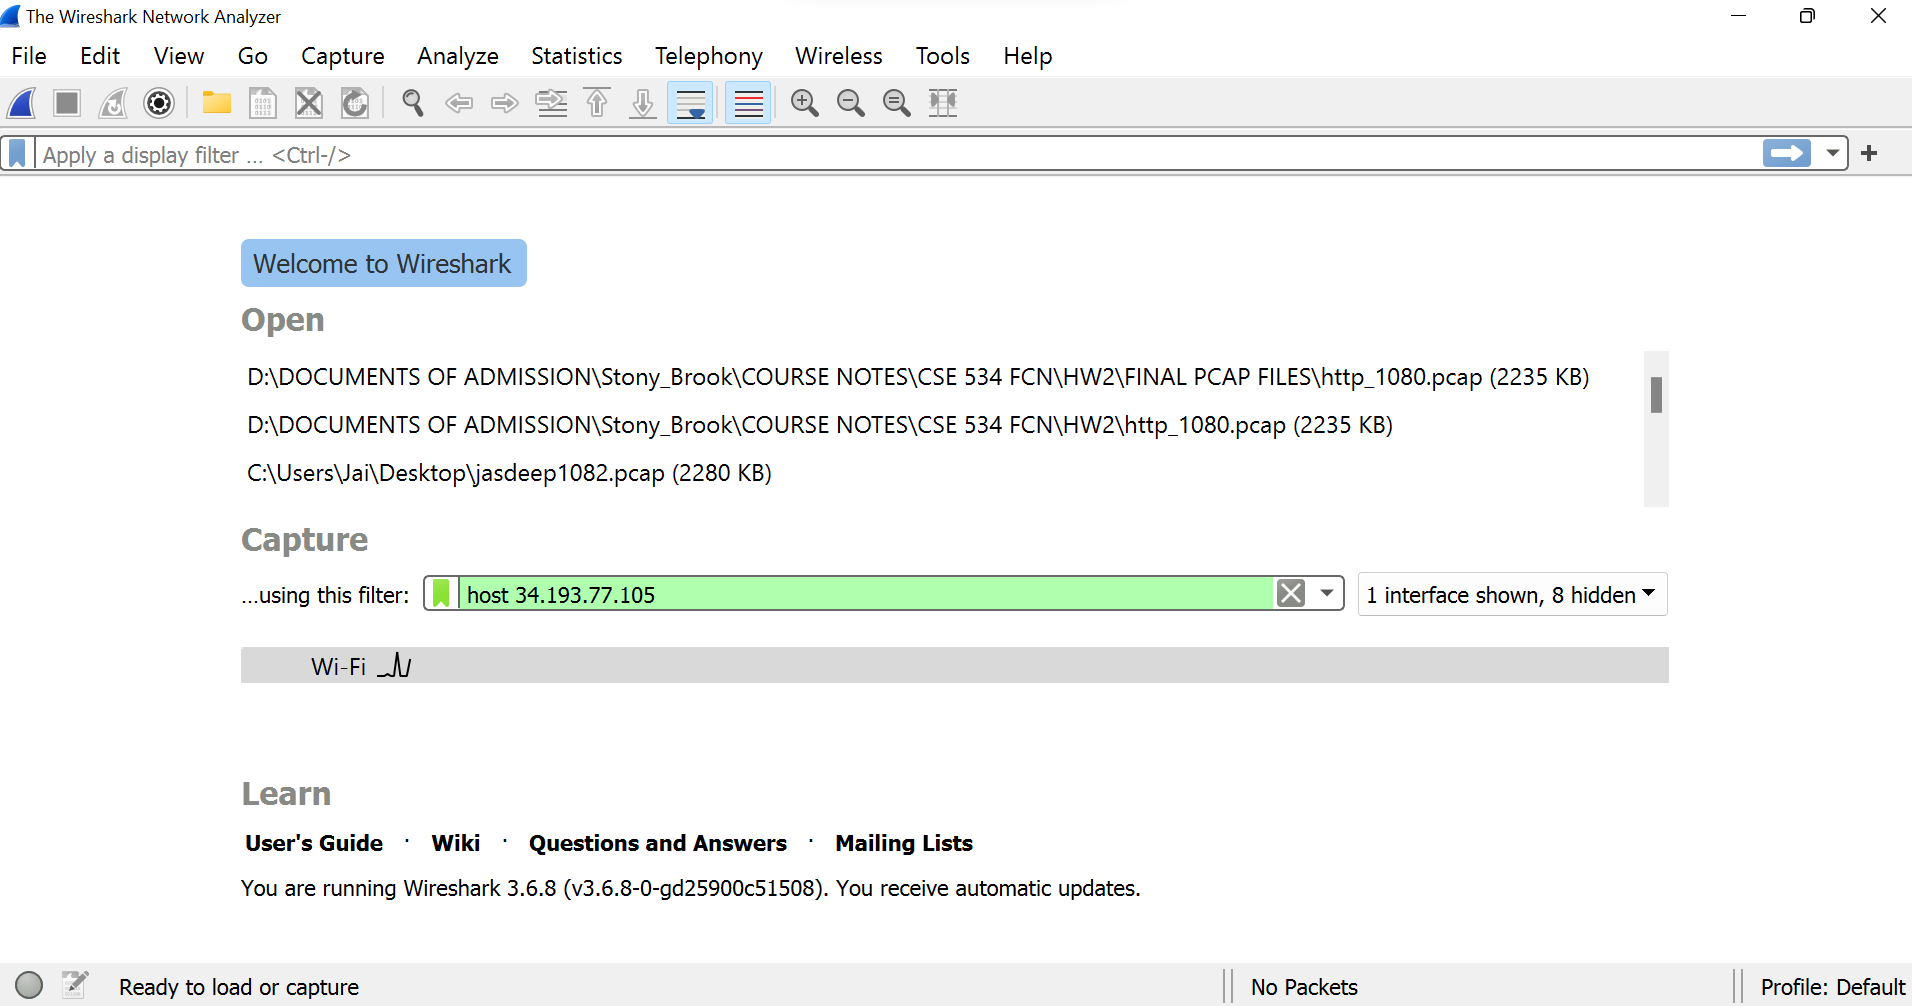 The Wireshark Network Analyzer
File Edit View Go Capture Analyze Statistics Telephony Wireless Tools Help
Apply a display filter ... <Ctrl-/>
Welcome to Wireshark
Open
D:\DOCUMENTS OF ADMISSION\Stony_Brook\COURSE NOTES\CSE 534 FCN\HW2\FINAL PCAP FILES\http_1080.pcap (2235 KB)
D:\DOCUMENTS OF ADMISSION\Stony_Brook\COURSE NOTES\CSE 534 FCN\HW2\http_1080.pcap (2235 KB)
C:\Users\Jai\Desktop\jasdeep1082.pcap (2280 KB)
Capture
...using this filter: host 34.193.77.105 1 interface shown, 8 hidden
Wi-Fi
Learn
User's Guide · Wiki · Questions and Answers · Mailing Lists
You are running Wireshark 3.6.8 (v3.6.8-0-gd25900c51508). You receive automatic updates.
Ready to load or capture No Packets Profile: Default